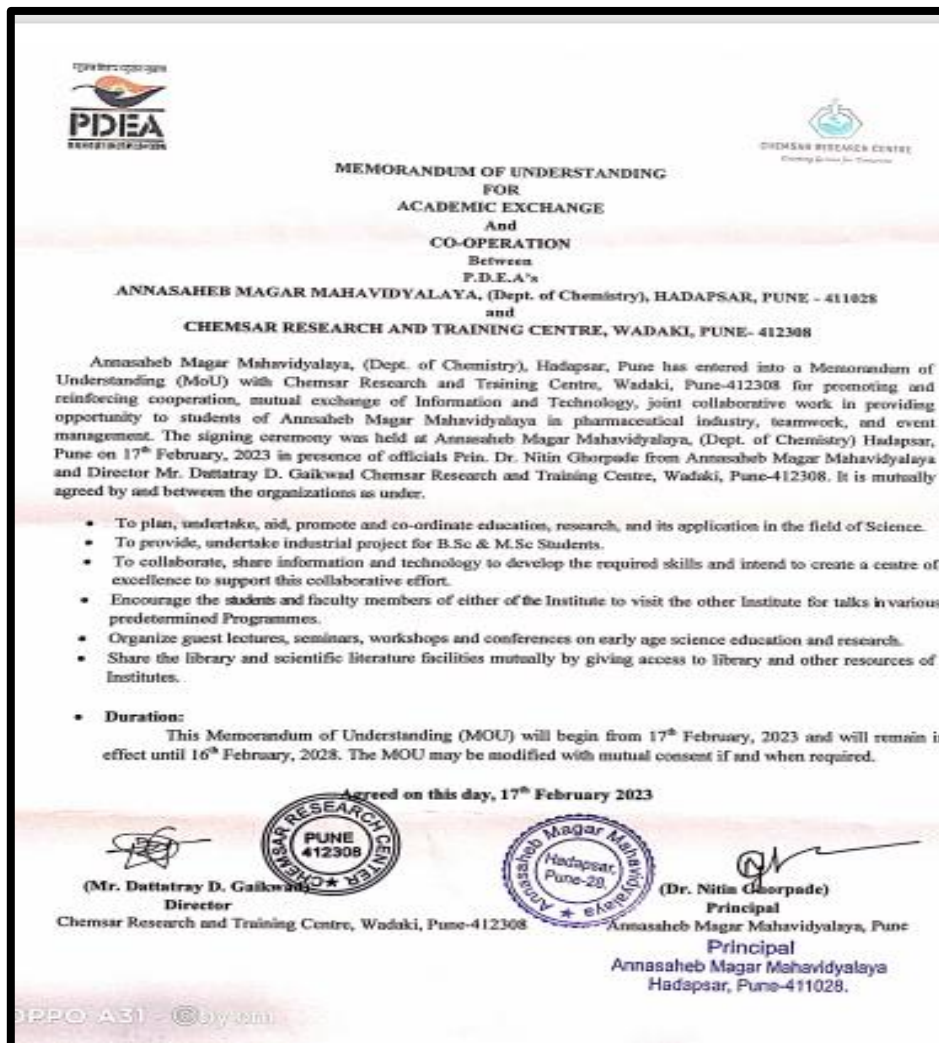 PDEA
CHEMSAR RESEARCH CENTRE
MEMORANDUM OF UNDERSTANDING
FOR
ACADEMIC EXCHANGE
And
CO-OPERATION
Between
P.D.E.A's
ANNASAHEB MAGAR MAHAVIDYALAYA, (Dept. of Chemistry), HADAPSAR, PUNE - 411028
and
CHEMSAR RESEARCH AND TRAINING CENTRE, WADAKI, PUNE- 412308
Annasaheb Magar Mahavidyalaya, (Dept. of Chemistry), Hadapsar, Pune has entered into a Memorandum of
Understanding (MoU) with Chemsar Research and Training Centre, Wadaki, Pune-412308 for promoting and
reinforcing cooperation, mutual exchange of Information and Technology, joint collaborative work in providing
opportunity to students of Annsaheb Magar Mahavidyalaya in pharmaceutical industry, teamwork, and event
management. The signing ceremony was held at Annasaheb Magar Mahavidyalaya, (Dept. of Chemistry) Hadapsar,
Pune on 17th February, 2023 in presence of officials Prin. Dr. Nitin Ghorpade from Annasaheb Magar Mahavidyalaya
and Director Mr. Dattatray D. Gaikwad Chemsar Research and Training Centre, Wadaki, Pune-412308. It is mutually
agreed by and between the organizations as under.
• To plan, undertake, aid, promote and co-ordinate education, research, and its application in the field of Science.
• To provide, undertake industrial project for B.Sc & M.Sc Students.
• To collaborate, share information and technology to develop the required skills and intend to create a centre of
excellence to support this collaborative effort.
• Encourage the students and faculty members of either of the Institute to visit the other Institute for talks in various
predetermined Programmes.
• Organize guest lectures, seminars, workshops and conferences on early age science education and research.
• Share the library and scientific literature facilities mutually by giving access to library and other resources of
Institutes.
• Duration:
This Memorandum of Understanding (MOU) will begin from 17th February, 2023 and will remain i
effect until 16th February, 2028. The MOU may be modified with mutual consent if and when required.
Agreed on this day, 17th February 2023
CHEMSAR RESEARCH CENTER
PUNE
412308
Annasaheb Magar Mahavidyalaya
Hadapsar,
Pune-28.
(Mr. Dattatray D. Gaikwad)
Director
Chemsar Research and Training Centre, Wadaki, Pune-412308
(Dr. Nitin Ghorpade)
Principal
Annasaheb Magar Mahavidyalaya, Pune
Principal
Annasaheb Magar Mahavidyalaya
Hadapsar, Pune-411028.
OPPO A31 ©by